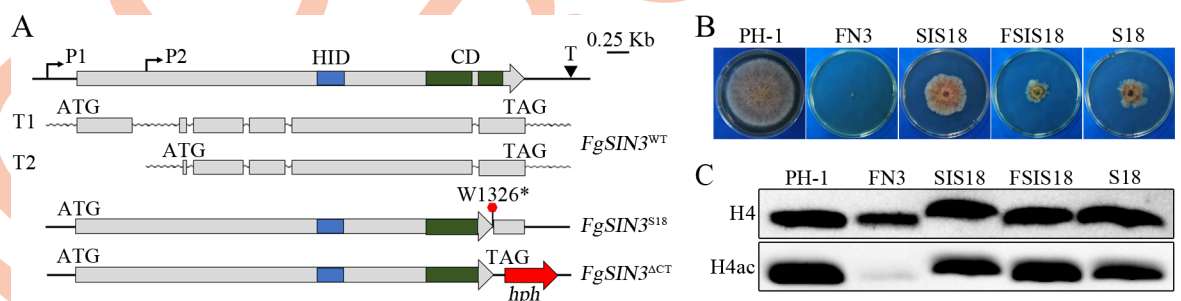 A
P1 P2 HID CD T 0.25 Kb
ATG TAG
T1
FgSIN3WT
ATG TAG
T2
W1326*
ATG
FgSIN3S18
ATG TAG
hph
FgSIN3ΔCT
B
PH-1 FN3 SIS18 FSIS18 S18
C
PH-1 FN3 SIS18 FSIS18 S18
H4
H4ac